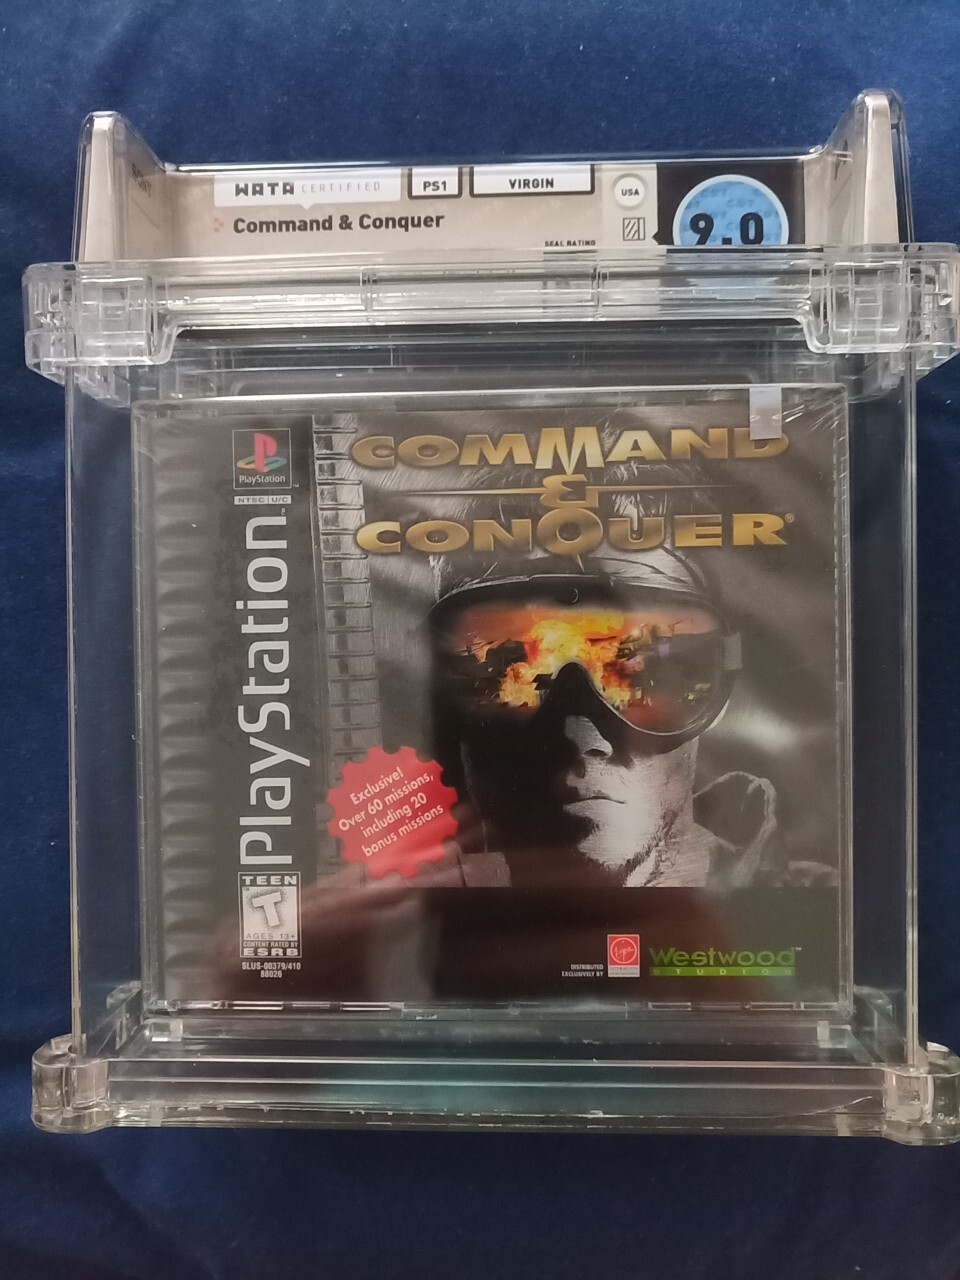 WATA CERTIFIED
PS1
VIRGIN
USA
Command & Conquer
SEAL RATING
9.0
PlayStation
NTSC U/C
PlayStation
COMMAND
&
CONQUER®
Exclusive!
Over 60 missions,
including 20
bonus missions
TEEN
T
AGES 13+
CONTENT RATED BY
ESRB
SLUS-00379/410
88026
DISTRIBUTED
EXCLUSIVELY BY
Virgin
Westwood™
STUDIOS